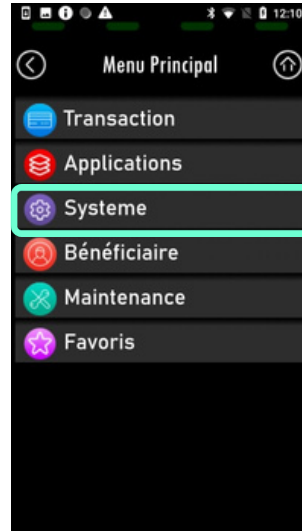 12:10
Menu Principal
Transaction
Applications
Systeme
Bénéficiaire
Maintenance
Favoris